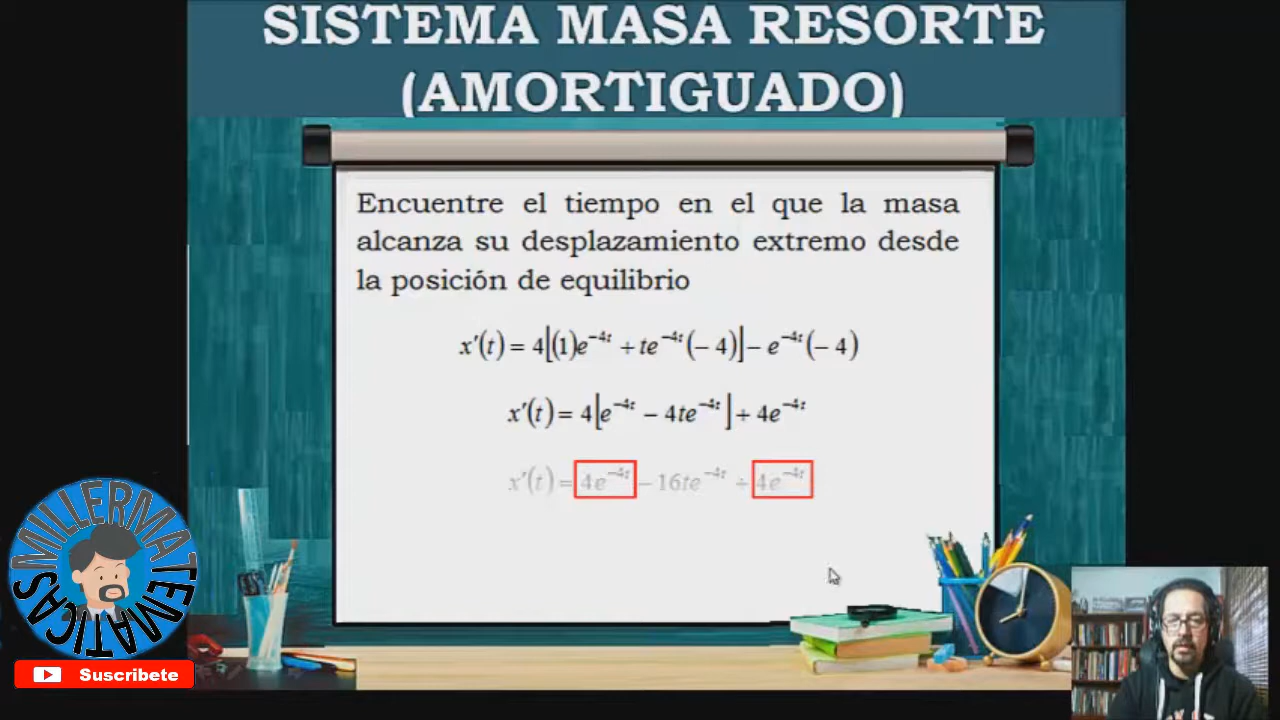 SISTEMA MASA RESORTE
(AMORTIGUADO)
Encuentre el tiempo en el que la masa
alcanza su desplazamiento extremo desde
la posición de equilibrio
x'(t) = 4[(1)e^{-4t} + te^{-4t}(-4)] - e^{-4t}(-4)
x'(t) = 4[e^{-4t} - 4te^{-4t}] + 4e^{-4t}
x'(t) = 4e^{-4t} - 16te^{-4t} + 4e^{-4t}
MILLERMATEMATICAS
Suscribete